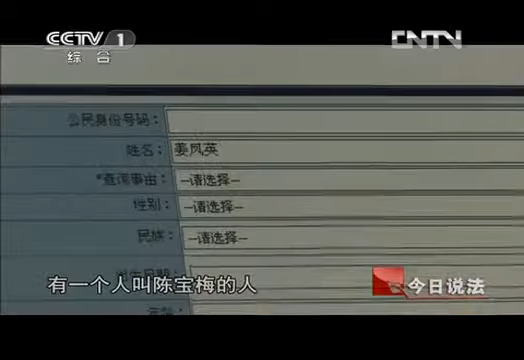 CCTV 1
CNTV
综合
公民身份号码：
姓名： 姜凤英
*查询事由： --请选择--
性别： --请选择--
民族： --请选择--
有一个人叫陈宝梅的人
今日说法